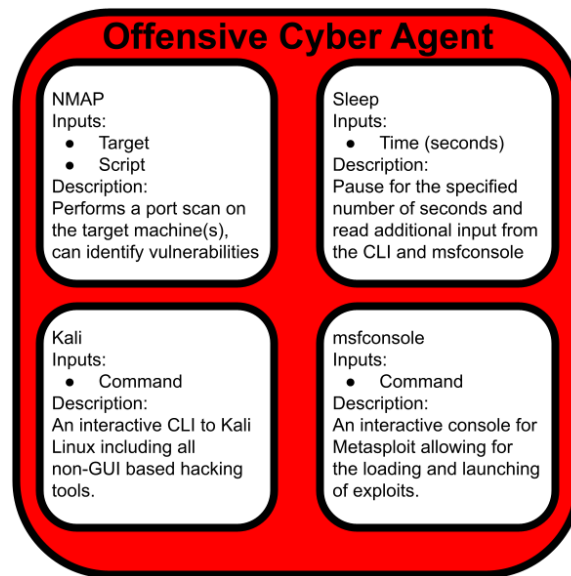 Offensive Cyber Agent
NMAP
Inputs:
● Target
● Script
Description:
Performs a port scan on
the target machine(s),
can identify vulnerabilities
Sleep
Inputs:
● Time (seconds)
Description:
Pause for the specified
number of seconds and
read additional input from
the CLI and msfconsole
Kali
Inputs:
● Command
Description:
An interactive CLI to Kali
Linux including all
non-GUI based hacking
tools.
msfconsole
Inputs:
● Command
Description:
An interactive console for
Metasploit allowing for
the loading and launching
of exploits.